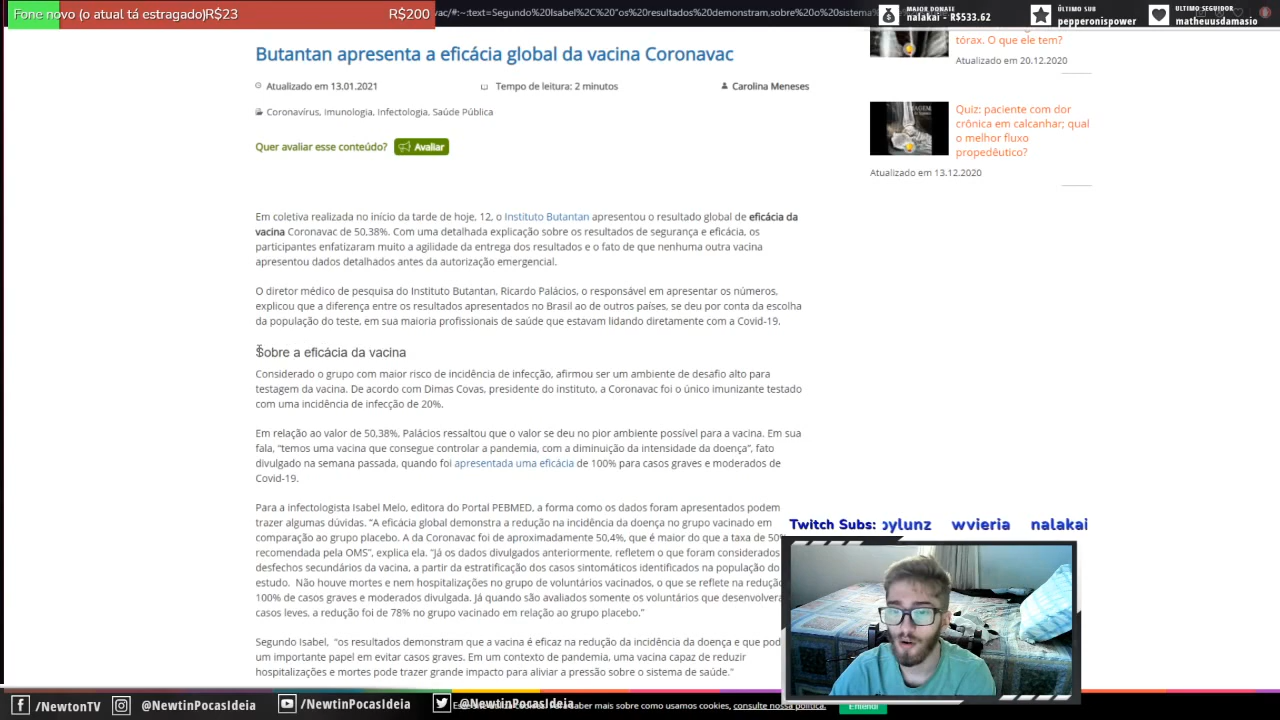 Fone novo (o atual tá estragado)R$23
R$200
vac/#:~:text=Segundo%20Isabel%2C%20"os%20resultados%20demonstram,sobre%20o%20sistema%
MAIOR DONATE
nalakai - R$533.62
ÚLTIMO SUB
pepperonispower
ÚLTIMO SEGUIDOR
matheuusdamasio
Butantan apresenta a eficácia global da vacina Coronavac
Atualizado em 13.01.2021
Tempo de leitura: 2 minutos
Carolina Meneses
Coronavírus, Imunologia, Infectologia, Saúde Pública
Quer avaliar esse conteúdo?
Avaliar
Em coletiva realizada no início da tarde de hoje, 12, o Instituto Butantan apresentou o resultado global de eficácia da
vacina Coronavac de 50,38%. Com uma detalhada explicação sobre os resultados de segurança e eficácia, os
participantes enfatizaram muito a agilidade da entrega dos resultados e o fato de que nenhuma outra vacina
apresentou dados detalhados antes da autorização emergencial.
O diretor médico de pesquisa do Instituto Butantan, Ricardo Palácios, o responsável em apresentar os números,
explicou que a diferença entre os resultados apresentados no Brasil ao de outros países, se deu por conta da escolha
da população do teste, em sua maioria profissionais de saúde que estavam lidando diretamente com a Covid-19.
Sobre a eficácia da vacina
Considerado o grupo com maior risco de incidência de infecção, afirmou ser um ambiente de desafio alto para
testagem da vacina. De acordo com Dimas Covas, presidente do instituto, a Coronavac foi o único imunizante testado
com uma incidência de infecção de 20%.
Em relação ao valor de 50,38%, Palácios ressaltou que o valor se deu no pior ambiente possível para a vacina. Em sua
fala, "temos uma vacina que consegue controlar a pandemia, com a diminuição da intensidade da doença", fato
divulgado na semana passada, quando foi apresentada uma eficácia de 100% para casos graves e moderados de
Covid-19.
Para a infectologista Isabel Melo, editora do Portal PEBMED, a forma como os dados foram apresentados podem
trazer algumas dúvidas. "A eficácia global demonstra a redução na incidência da doença no grupo vacinado em
comparação ao grupo placebo. A da Coronavac foi de aproximadamente 50,4%, que é maior do que a taxa de 50%
recomendada pela OMS", explica ela. "Já os dados divulgados anteriormente, refletem o que foram considerados
desfechos secundários da vacina, a partir da estratificação dos casos sintomáticos identificados na população do
estudo. Não houve mortes e nem hospitalizações no grupo de voluntários vacinados, o que se reflete na redução
100% de casos graves e moderados divulgada. Já quando são avaliados somente os voluntários que desenvolvera
casos leves, a redução foi de 78% no grupo vacinado em relação ao grupo placebo."
Segundo Isabel, "os resultados demonstram que a vacina é eficaz na redução da incidência da doença e que pod
um importante papel em evitar casos graves. Em um contexto de pandemia, uma vacina capaz de reduzir
hospitalizações e mortes pode trazer grande impacto para aliviar a pressão sobre o sistema de saúde."
tórax. O que ele tem?
Atualizado em 20.12.2020
Quiz: paciente com dor
crônica em calcanhar; qual
o melhor fluxo
propedêutico?
Atualizado em 13.12.2020
Twitch Subs: pylunz wvieria nalakai
/NewtonTV
@NewtinPocasIdeia
/NewtinPocasIdeia
@NewtinPocasIdeia
saber mais sobre como usamos cookies, consulte nossa política.
Entendi